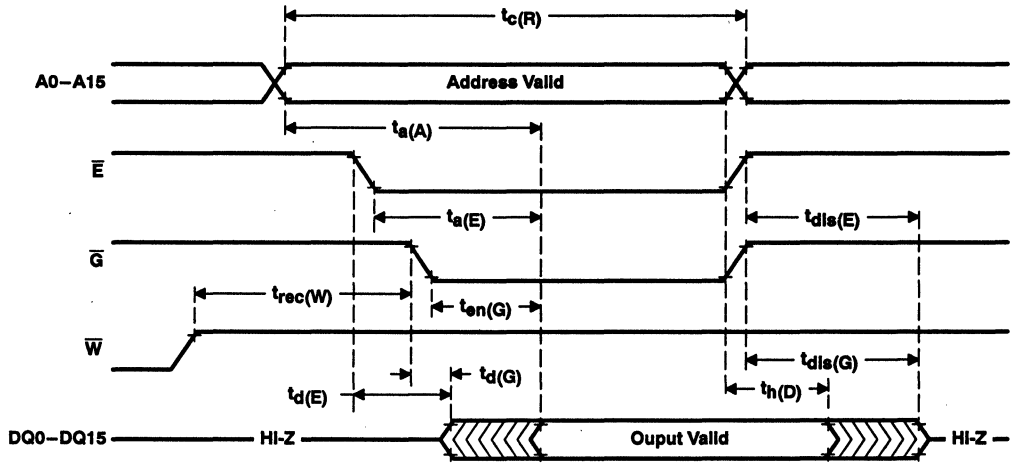 tc(R)
A0–A15
Address Valid
ta(A)
E
ta(E)
tdis(E)
G
trec(W)
ten(G)
W
tdis(G)
td(G)
td(E)
th(D)
DQ0–DQ15
HI-Z
Ouput Valid
HI-Z